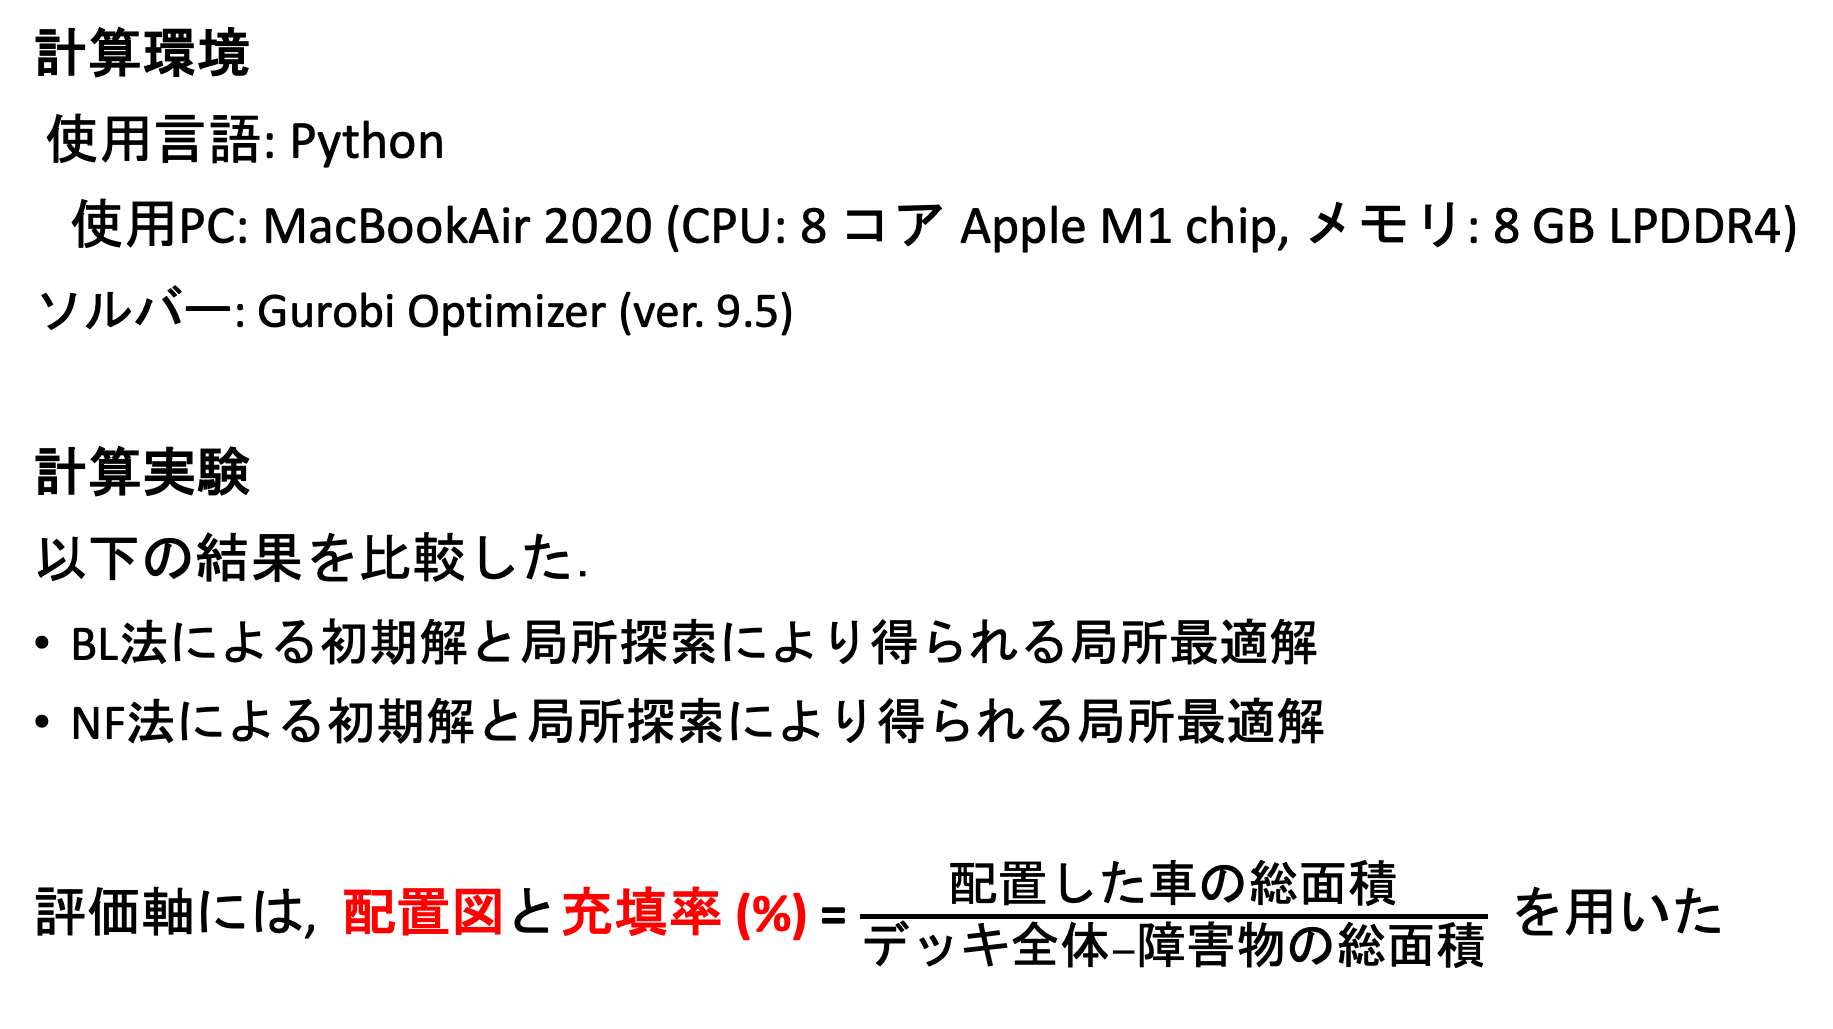 計算環境
使用言語: Python
使用PC: MacBookAir 2020 (CPU: 8 コア Apple M1 chip, メモリ: 8 GB LPDDR4)
ソルバー: Gurobi Optimizer (ver. 9.5)
計算実験
以下の結果を比較した.
• BL法による初期解と局所探索により得られる局所最適解
• NF法による初期解と局所探索により得られる局所最適解
評価軸には, 配置図と充填率 (%) = 配置した車の総面積
デッキ全体–障害物の総面積 を用いた